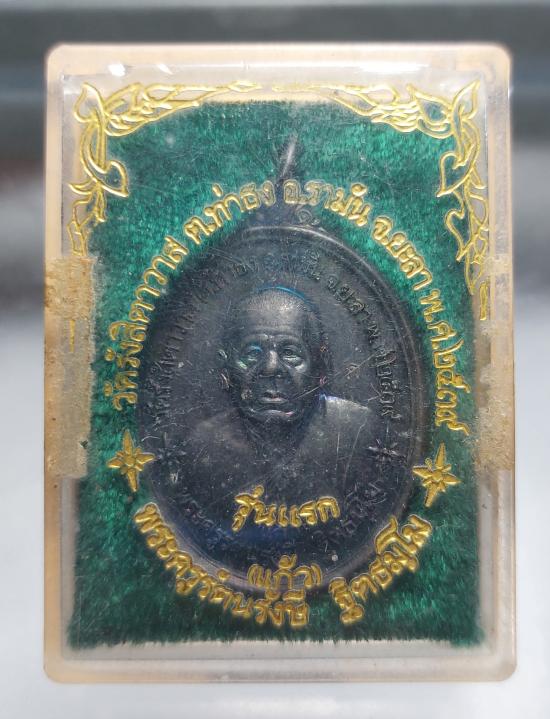 วัดรังสิตาวาส ต.ท่าธง อ.รามัน จ.ยะลา พ.ศ.๒๕๓๙
รุ่นแรก
(แก้ว)
พระครูรัตนรังษี ฐิตธมฺโม